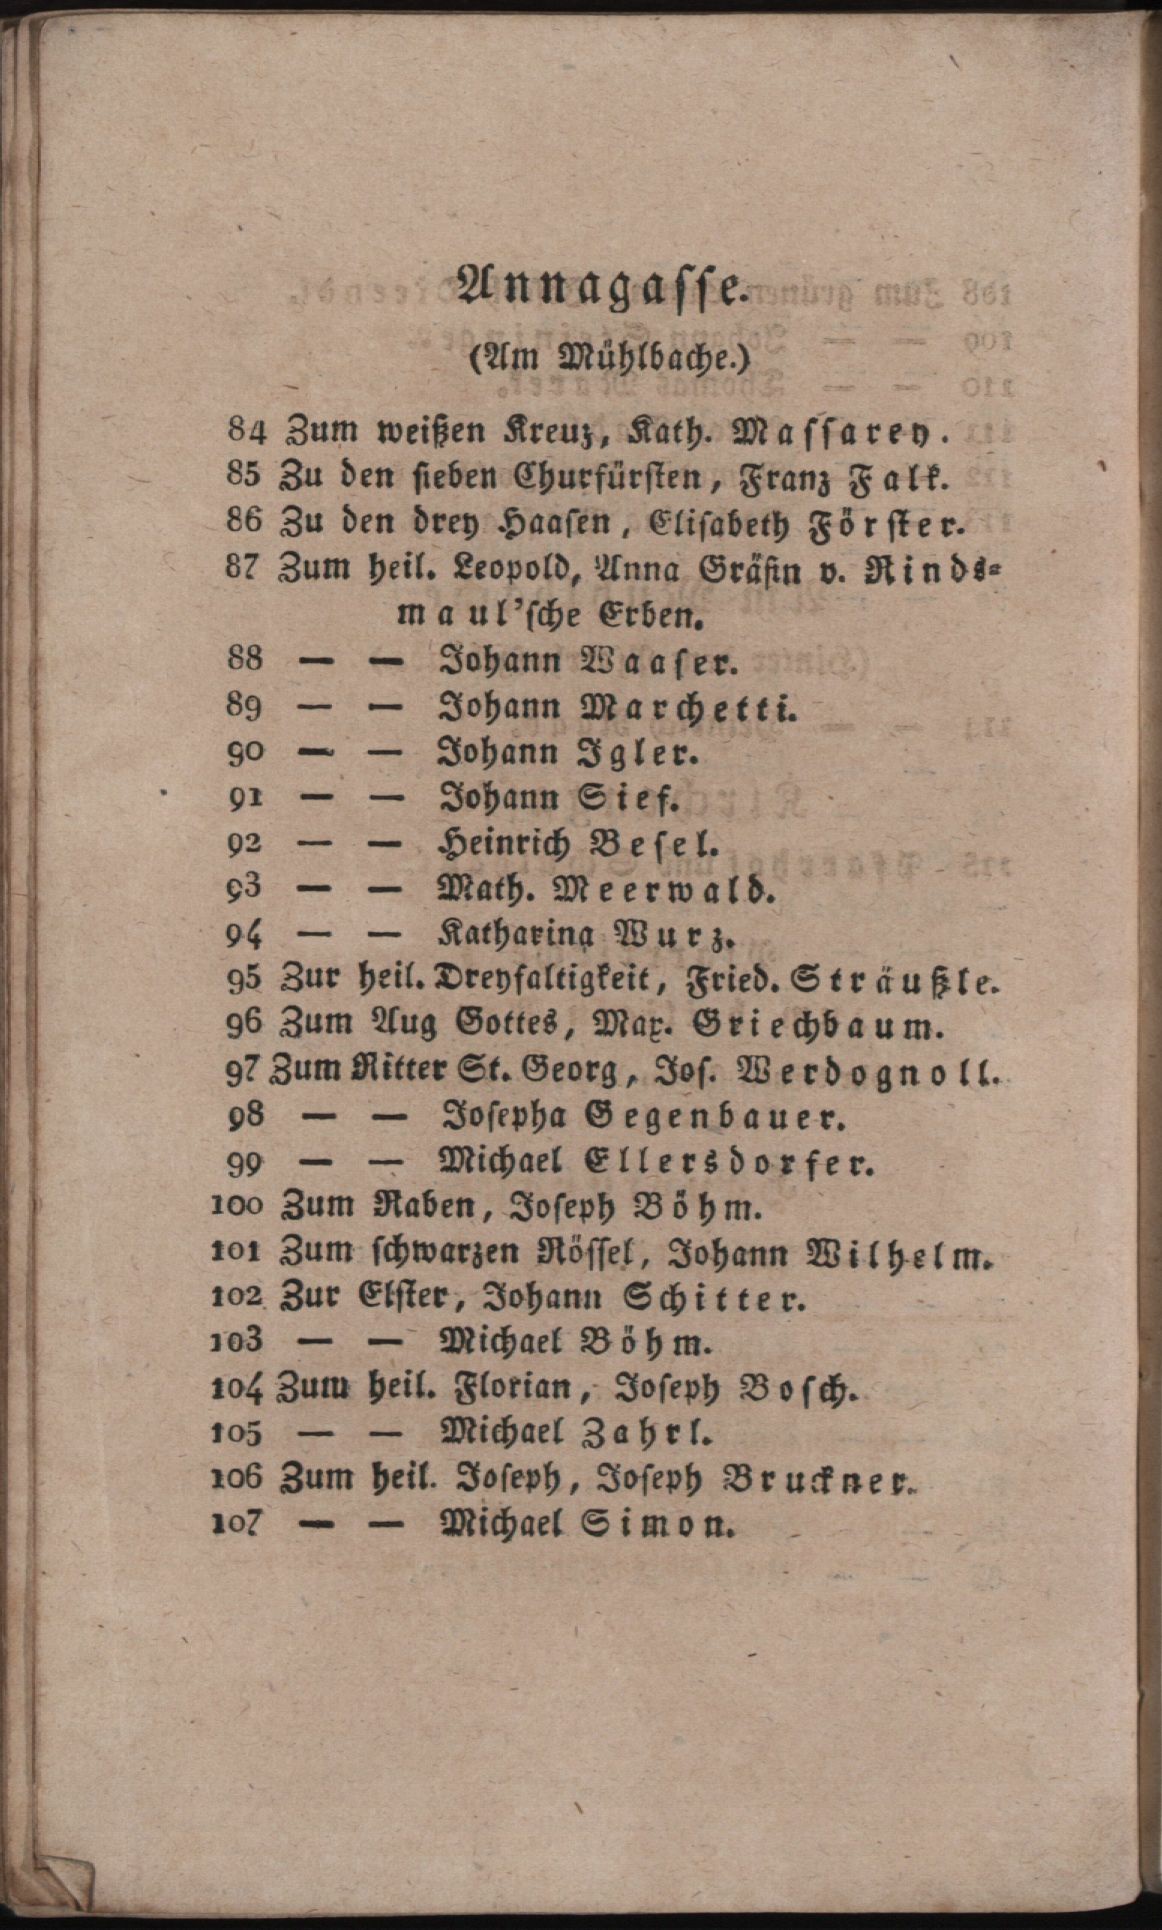 Annagasse.
(Am Mühlbache.)
84 Zum weißen Kreuz, Kath. Massarey.
85 Zu den sieben Churfürsten, Franz Falk.
86 Zu den drey Haasen, Elisabeth Förster.
87 Zum heil. Leopold, Anna Gräfin v. Rinds=
maul'sche Erben.
88 — — Johann Waaser.
89 — — Johann Marchetti.
90 — — Johann Igler.
91 — — Johann Sief.
92 — — Heinrich Besel.
93 — — Math. Meerwald.
94 — — Katharina Wurz.
95 Zur heil. Dreyfaltigkeit, Fried. Sträußle.
96 Zum Aug Gottes, Max. Griechbaum.
97 Zum Ritter St. Georg, Jos. Werdognoll.
98 — — Josepha Gegenbauer.
99 — — Michael Ellersdorfer.
100 Zum Raben, Joseph Böhm.
101 Zum schwarzen Rössel, Johann Wilhelm.
102 Zur Elster, Johann Schitter.
103 — — Michael Böhm.
104 Zum heil. Florian, Joseph Bosch.
105 — — Michael Zahrl.
106 Zum heil. Joseph, Joseph Bruckner.
107 — — Michael Simon.